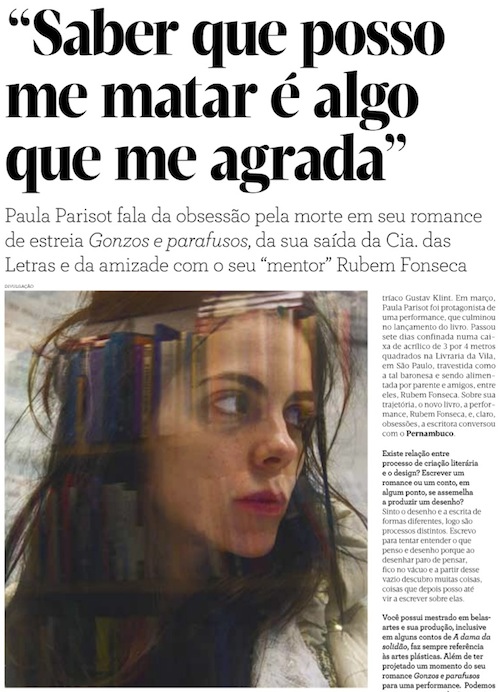 “Saber que posso
me matar é algo
que me agrada”
Paula Parisot fala da obsessão pela morte em seu romance
de estreia Gonzos e parafusos, da sua saída da Cia. das
Letras e da amizade com o seu “mentor” Rubem Fonseca
DIVULGAÇÃO
tríaco Gustav Klint. Em março,
Paula Parisot foi protagonista de
uma performance, que culminou
no lançamento do livro. Passou
sete dias confinada numa cai-
xa de acrílico de 3 por 4 metros
quadrados na Livraria da Vila,
em São Paulo, travestida como
a tal baronesa e sendo alimen-
tada por parente e amigos, entre
eles, Rubem Fonseca. Sobre sua
trajetória, o novo livro, a perfor-
mance, Rubem Fonseca, e, claro,
obsessões, a escritora conversou
com o Pernambuco.
Existe relação entre
processo de criação literária
e o design? Escrever um
romance ou um conto, em
algum ponto, se assemelha
a produzir um desenho?
Sinto o desenho e a escrita de
formas diferentes, logo são
processos distintos. Escrevo
para tentar entender o que
penso e desenho porque ao
desenhar paro de pensar,
fico no vácuo e a partir desse
vazio descubro muitas coisas,
coisas que depois posso até
vir a escrever sobre elas.
Você possui mestrado em belas-
artes e sua produção, inclusive
em alguns contos de A dama da
solidão, faz sempre referência
às artes plásticas. Além de ter
projetado um momento do seu
romance Gonzos e parafusos
para uma performance. Podemos